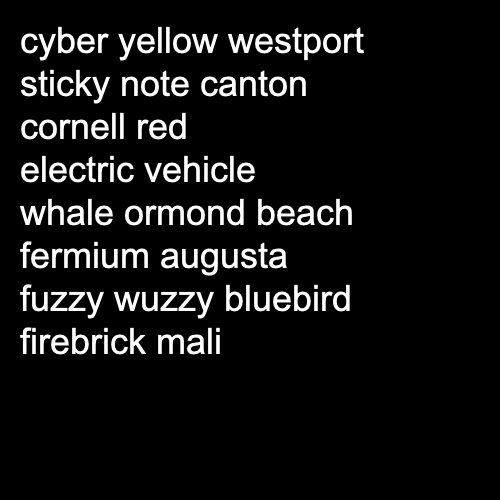 cyber yellow westport
sticky note canton
cornell red
electric vehicle
whale ormond beach
fermium augusta
fuzzy wuzzy bluebird
firebrick mali